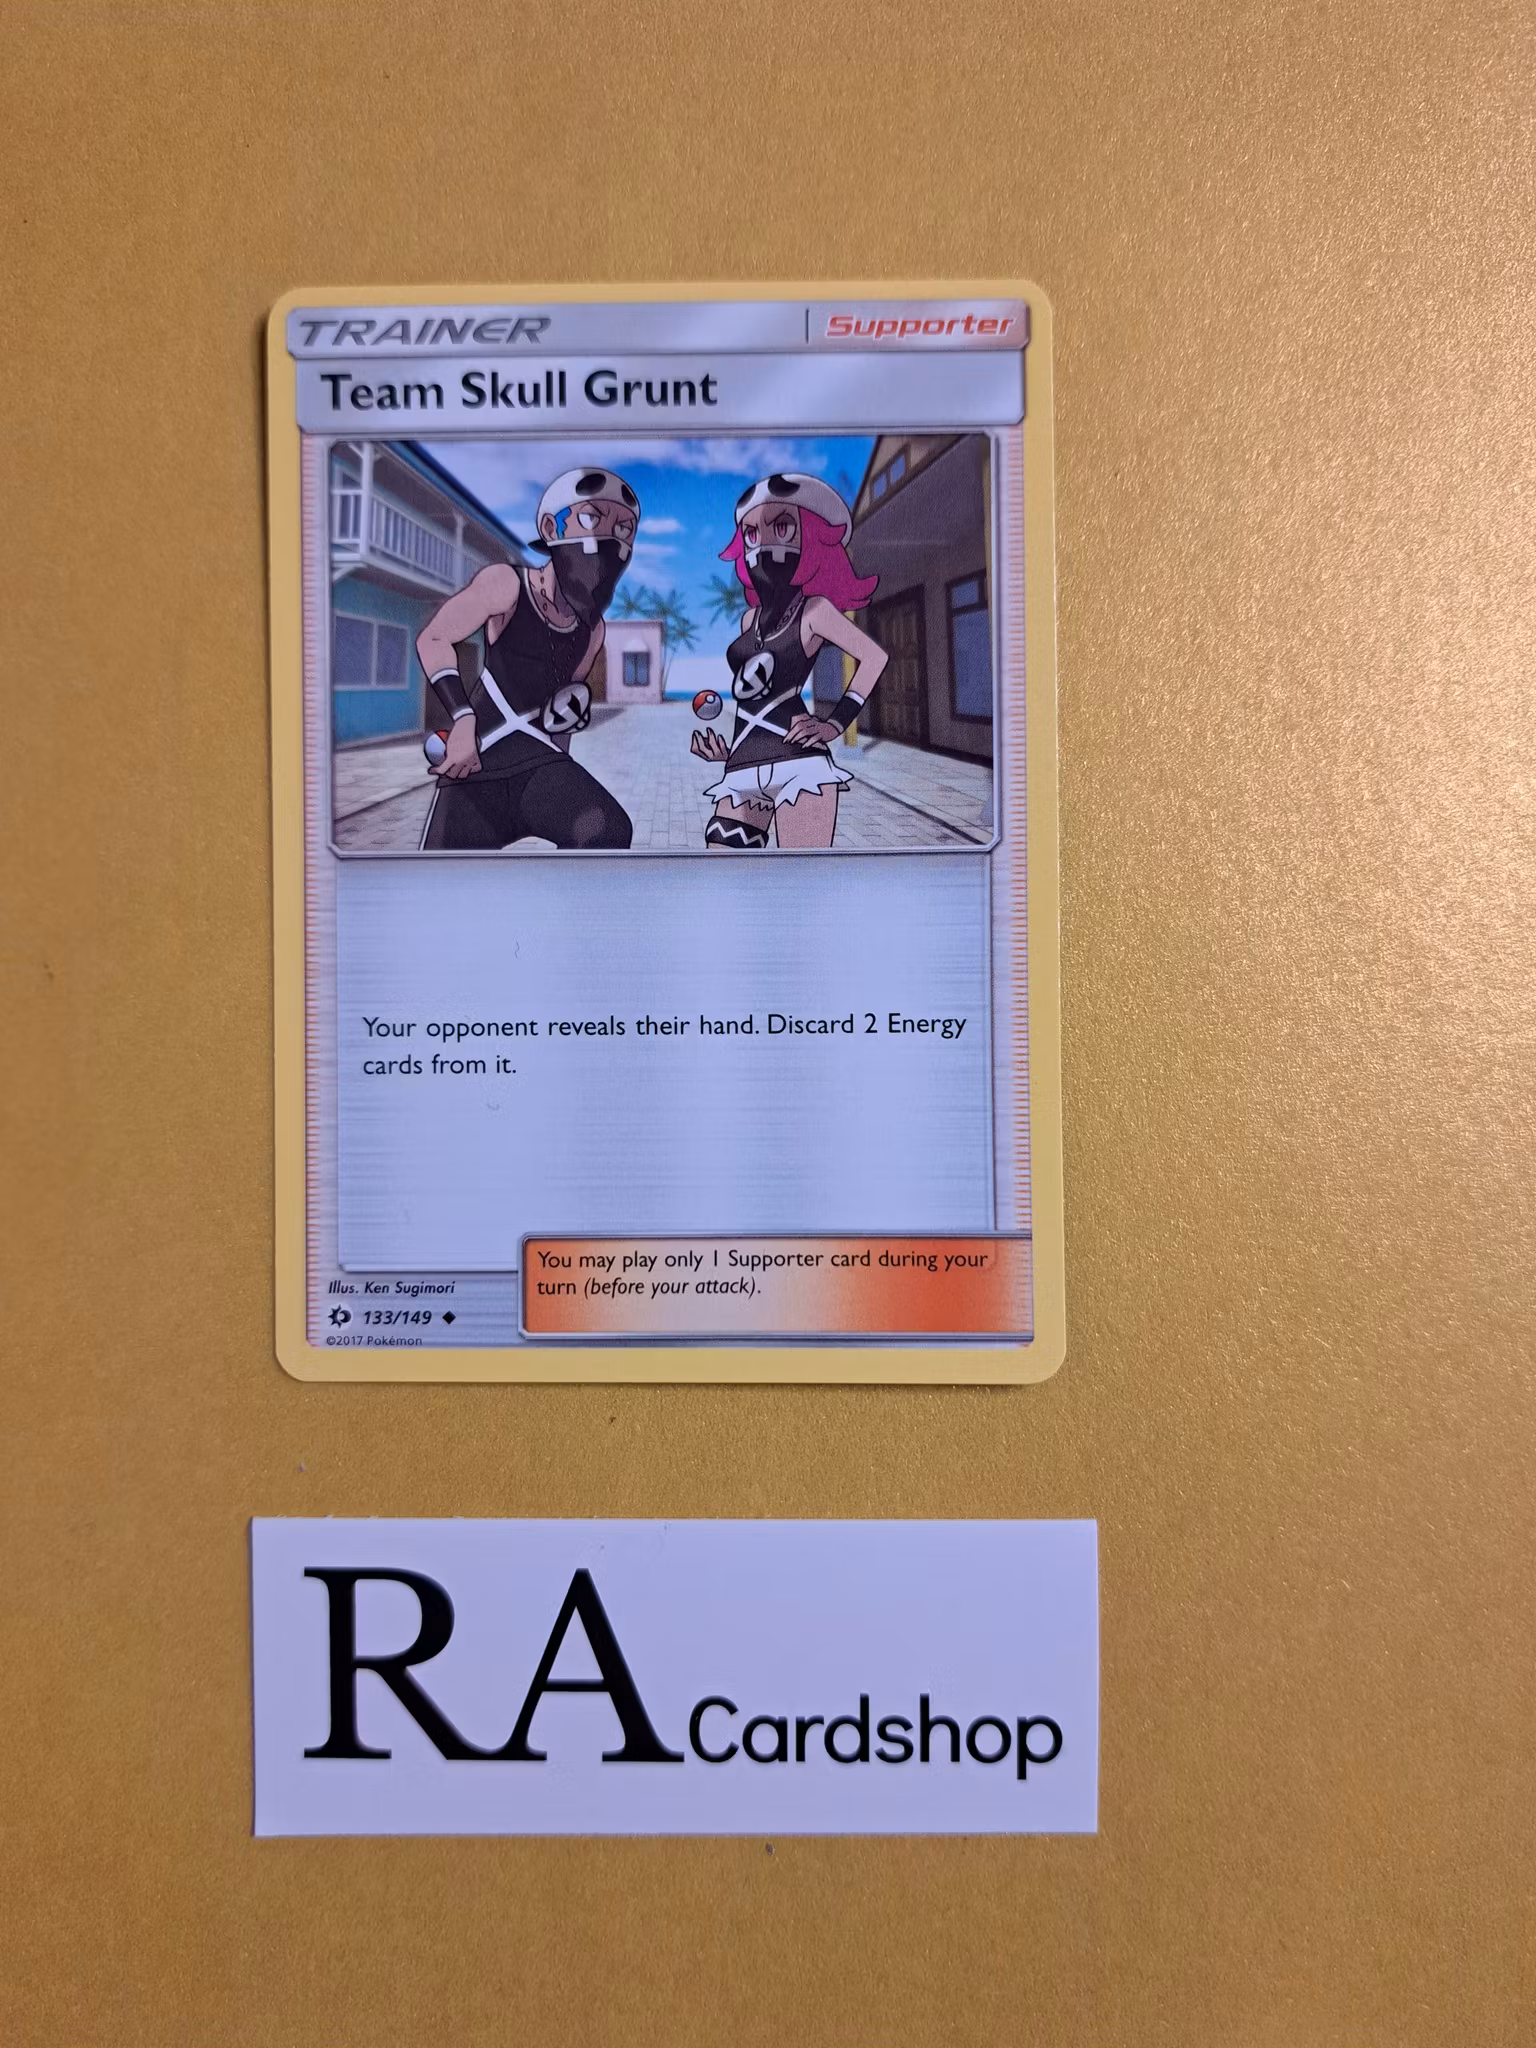 TRAINER
Supporter
Team Skull Grunt
Your opponent reveals their hand. Discard 2 Energy
cards from it.
You may play only 1 Supporter card during your
turn (before your attack).
Illus. Ken Sugimori
133/149
©2017 Pokémon
RA Cardshop